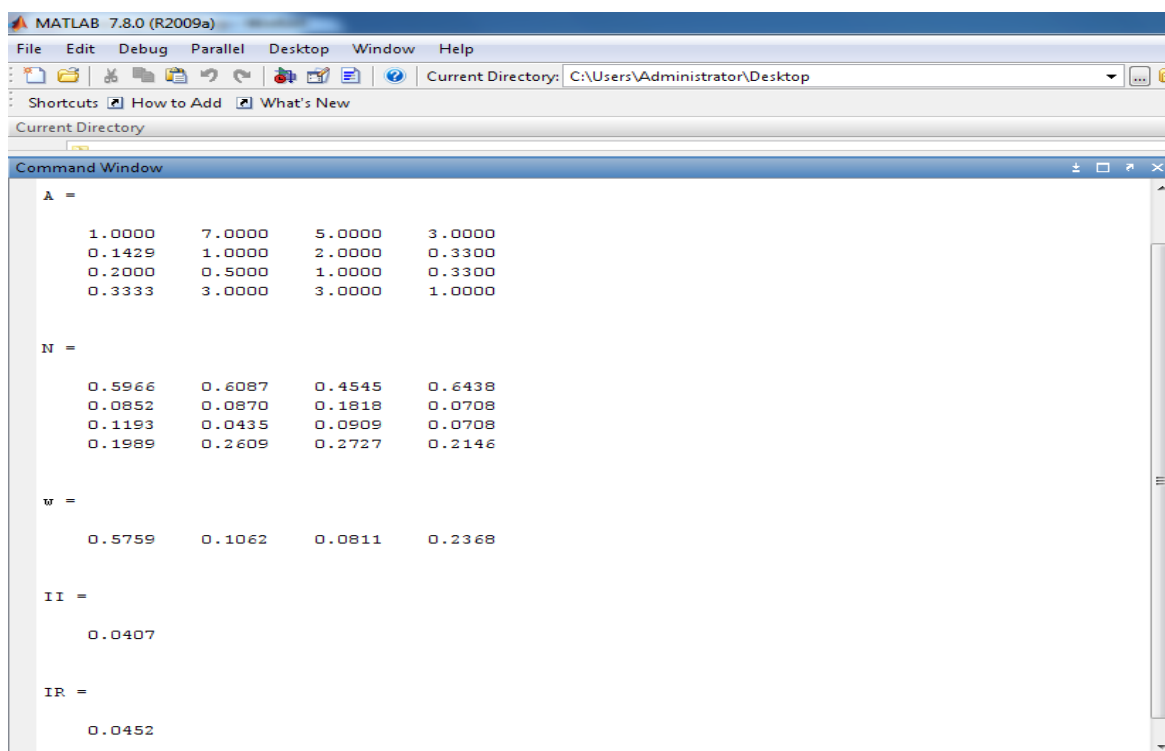 MATLAB 7.8.0 (R2009a)
File Edit Debug Parallel Desktop Window Help
Current Directory: C:\Users\Administrator\Desktop
Shortcuts How to Add What's New
Current Directory
Command Window
A =
1.0000 7.0000 5.0000 3.0000
0.1429 1.0000 2.0000 0.3300
0.2000 0.5000 1.0000 0.3300
0.3333 3.0000 3.0000 1.0000
N =
0.5966 0.6087 0.4545 0.6438
0.0852 0.0870 0.1818 0.0708
0.1193 0.0435 0.0909 0.0708
0.1989 0.2609 0.2727 0.2146
w =
0.5759 0.1062 0.0811 0.2368
II =
0.0407
IR =
0.0452